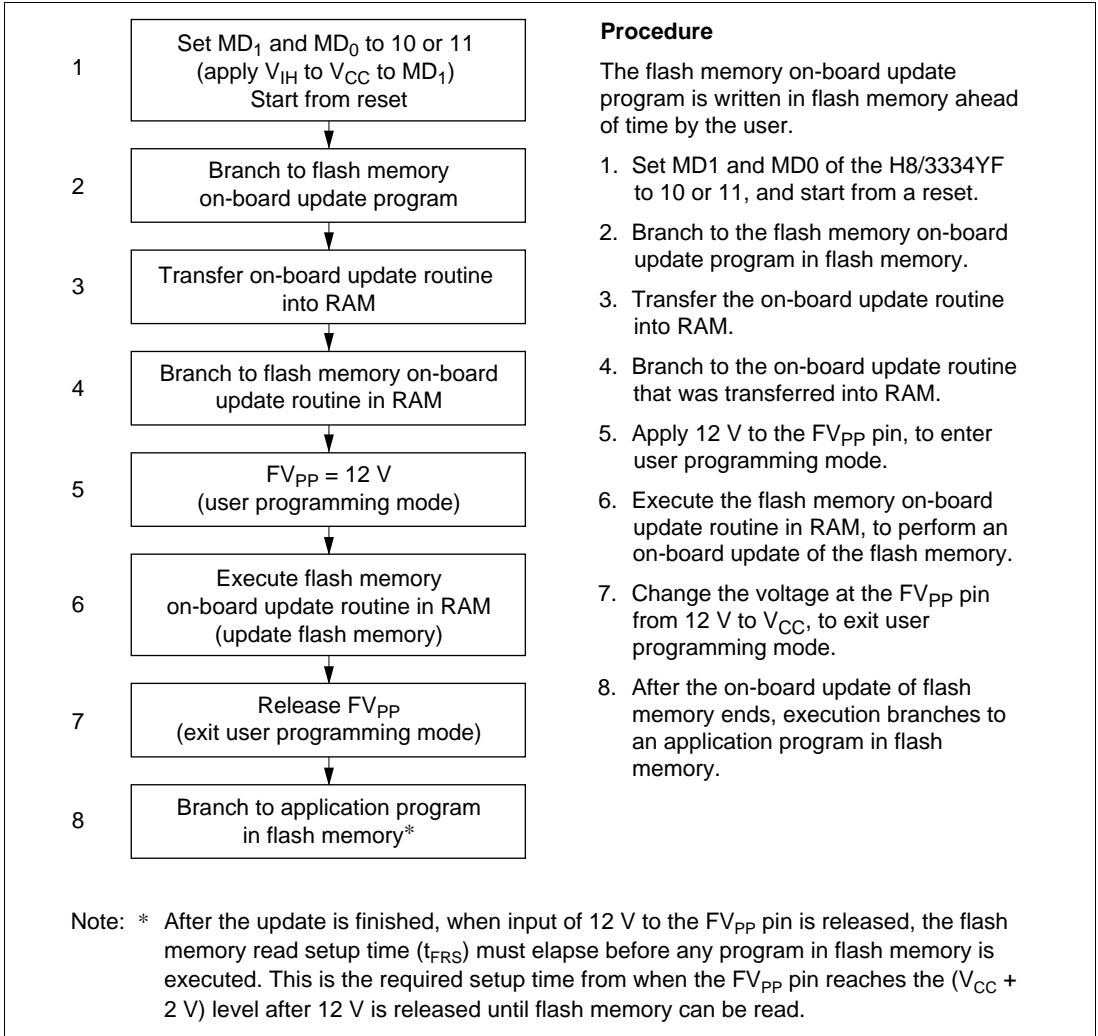 1
Set MD1 and MD0 to 10 or 11
(apply VIH to VCC to MD1)
Start from reset
2
Branch to flash memory
on-board update program
3
Transfer on-board update routine
into RAM
4
Branch to flash memory on-board
update routine in RAM
5
FVPP = 12 V
(user programming mode)
6
Execute flash memory
on-board update routine in RAM
(update flash memory)
7
Release FVPP
(exit user programming mode)
8
Branch to application program
in flash memory*
Procedure
The flash memory on-board update
program is written in flash memory ahead
of time by the user.
1. Set MD1 and MD0 of the H8/3334YF
to 10 or 11, and start from a reset.
2. Branch to the flash memory on-board
update program in flash memory.
3. Transfer the on-board update routine
into RAM.
4. Branch to the on-board update routine
that was transferred into RAM.
5. Apply 12 V to the FVPP pin, to enter
user programming mode.
6. Execute the flash memory on-board
update routine in RAM, to perform an
on-board update of the flash memory.
7. Change the voltage at the FVPP pin
from 12 V to VCC, to exit user
programming mode.
8. After the on-board update of flash
memory ends, execution branches to
an application program in flash
memory.
Note: * After the update is finished, when input of 12 V to the FVPP pin is released, the flash
memory read setup time (tFRS) must elapse before any program in flash memory is
executed. This is the required setup time from when the FVPP pin reaches the (VCC +
2 V) level after 12 V is released until flash memory can be read.